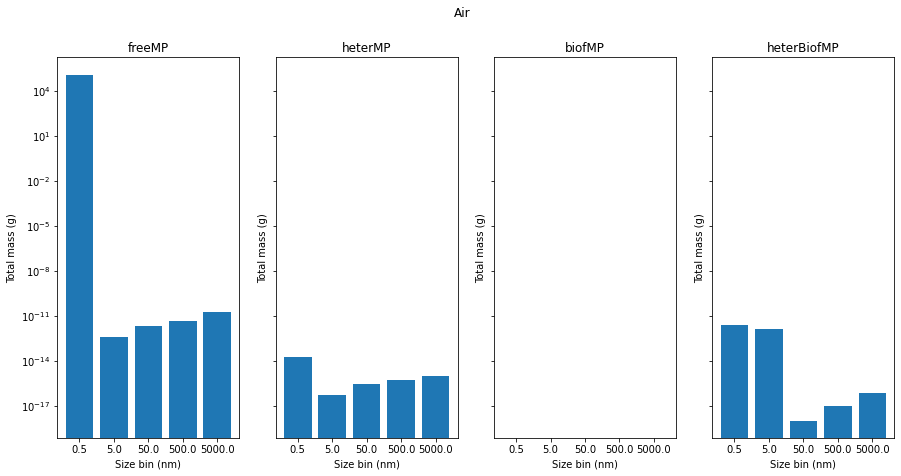 Air
freeMP
heterMP
biofMP
heterBiofMP
Total mass (g)
10^4
10^1
10^-2
10^-5
10^-8
10^-11
10^-14
10^-17
0.5 5.0 50.0 500.0 5000.0
Size bin (nm)
Total mass (g)
0.5 5.0 50.0 500.0 5000.0
Size bin (nm)
Total mass (g)
0.5 5.0 50.0 500.0 5000.0
Size bin (nm)
Total mass (g)
0.5 5.0 50.0 500.0 5000.0
Size bin (nm)